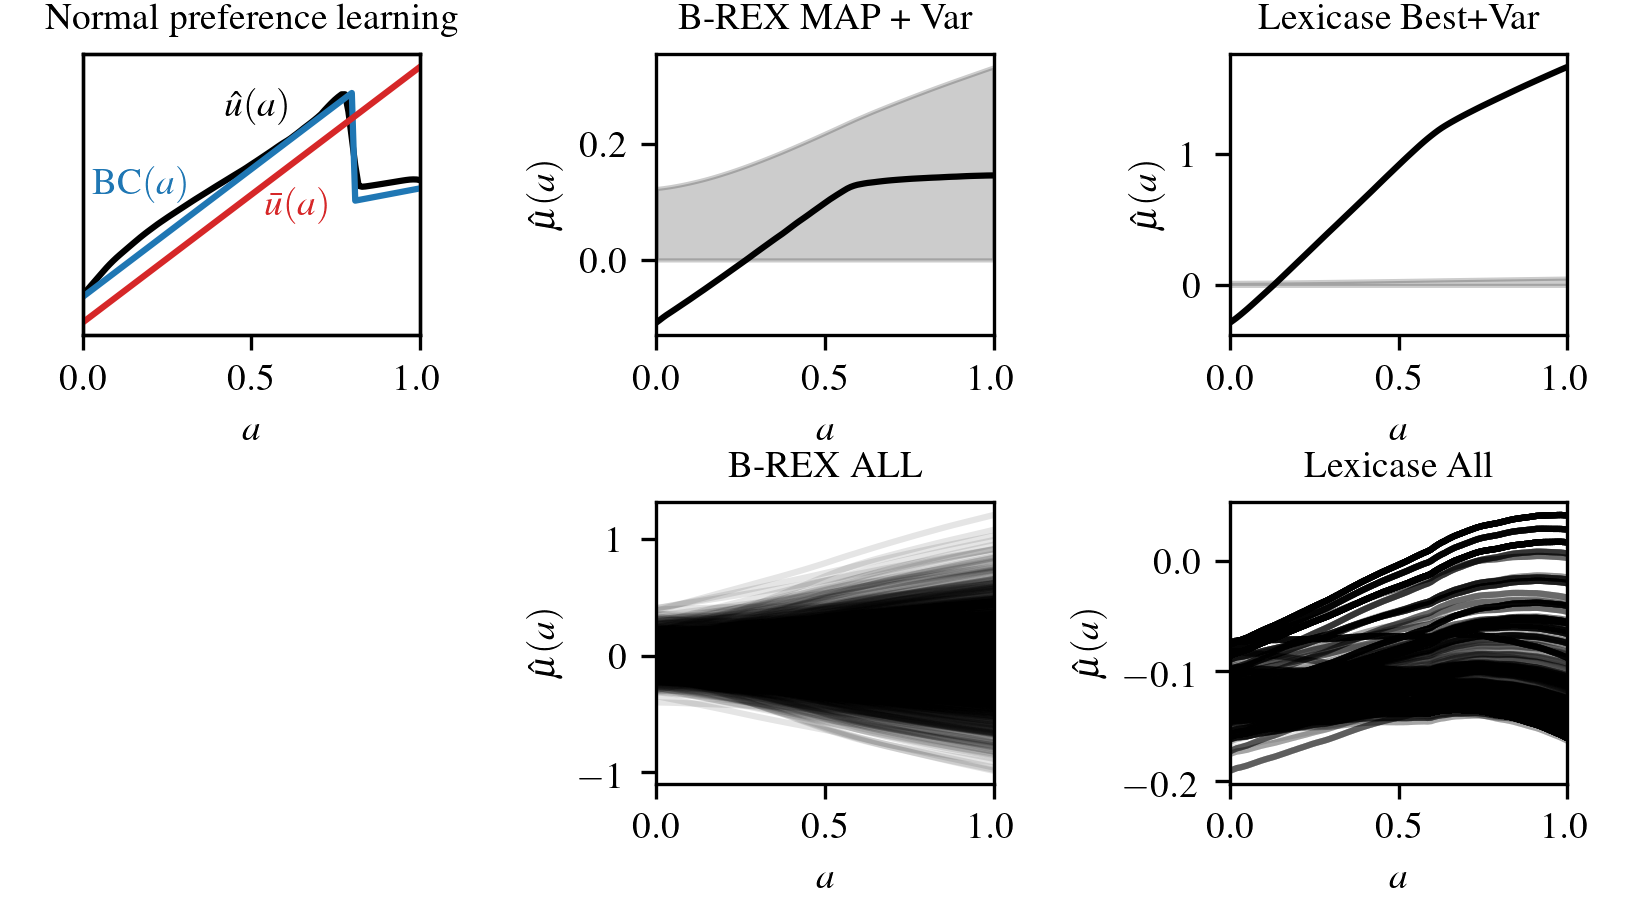 Normal preference learning
û(a)
BC(a)
ū(a)
0.0 0.5 1.0
a
B-REX MAP + Var
μ̂(a)
0.2
0.0
0.0 0.5 1.0
a
Lexicase Best+Var
μ̂(a)
1
0
0.0 0.5 1.0
a
B-REX ALL
μ̂(a)
1
0
−1
0.0 0.5 1.0
a
Lexicase All
μ̂(a)
0.0
−0.1
−0.2
0.0 0.5 1.0
a